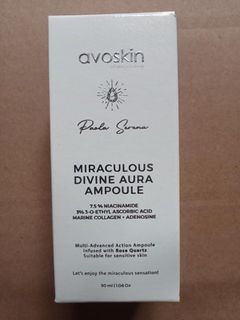 avoskin
Paola Serena
MIRACULOUS
DIVINE AURA
AMPOULE
7.5 % NIACINAMIDE
3% 3-O-ETHYL ASCORBIC ACID
MARINE COLLAGEN + ADENOSINE
Multi-Advanced Action Ampoule
infused with Rose Quartz
Suitable for sensitive skin
Let's enjoy the miraculous sensation!
30 ml | 1.04 Oz